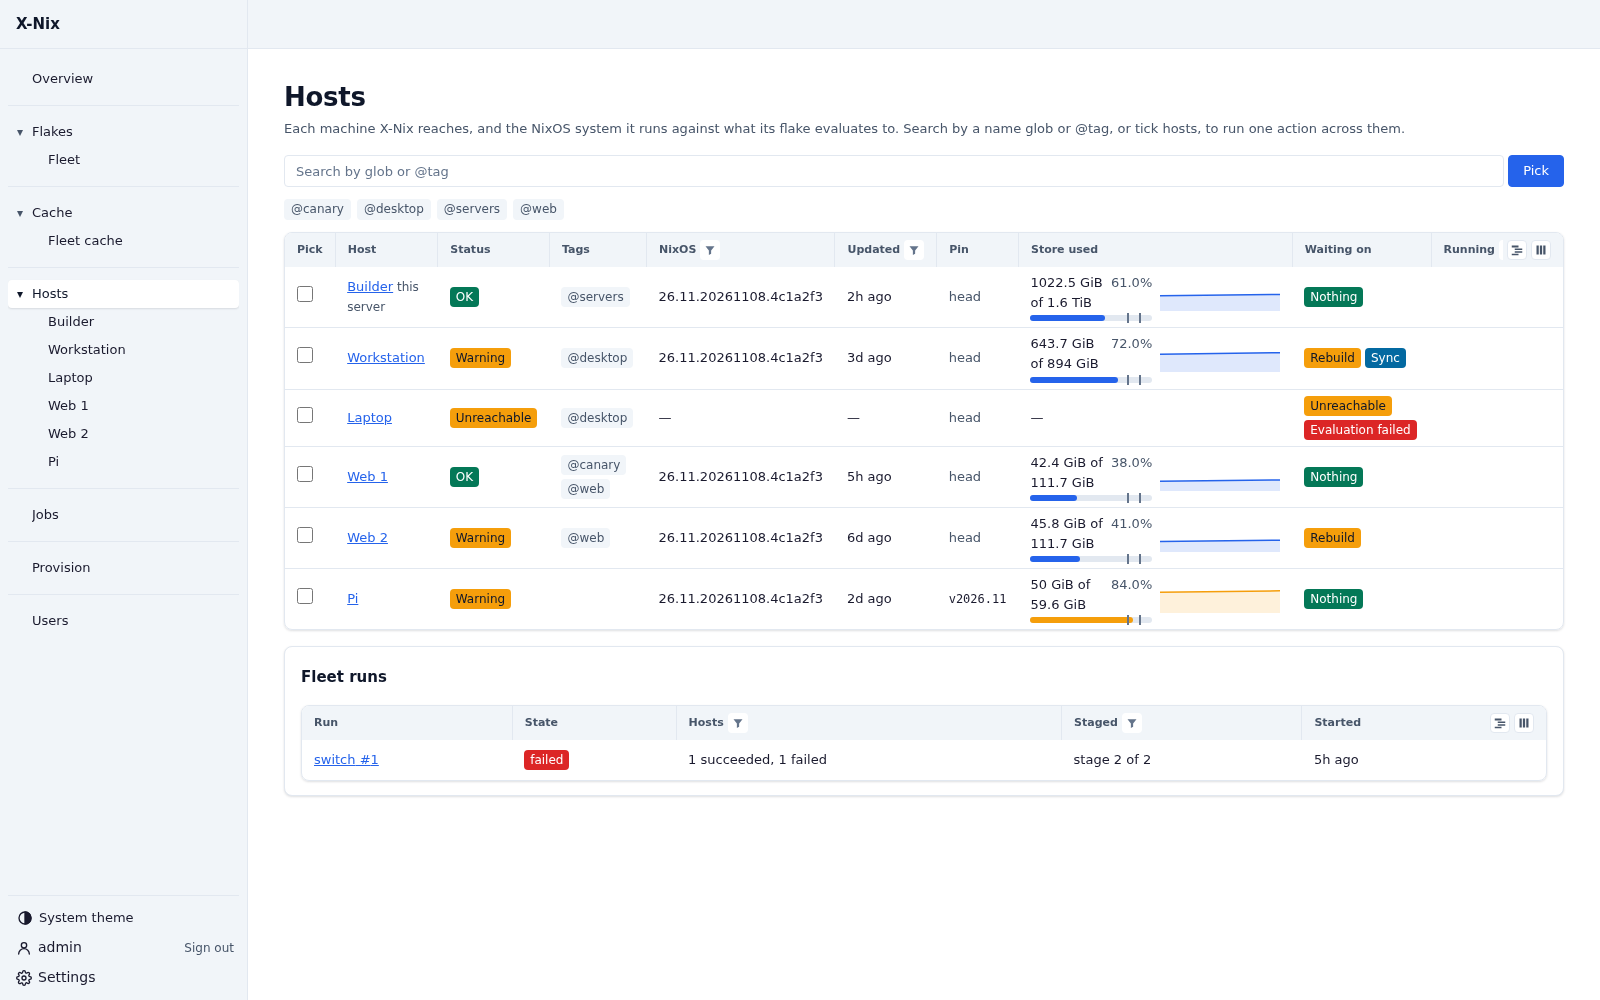 X-Nix
Overview
Flakes
Fleet
Cache
Fleet cache
Hosts
Builder
Workstation
Laptop
Web 1
Web 2
Pi
Jobs
Provision
Users
System theme
admin Sign out
Settings
Hosts
Each machine X-Nix reaches, and the NixOS system it runs against what its flake evaluates to. Search by a name glob or @tag, or tick hosts, to run one action across them.
Search by glob or @tag Pick
@canary @desktop @servers @web
Pick Host Status Tags NixOS Updated Pin Store used Waiting on Running
Builder this server OK @servers 26.11.20261108.4c1a2f3 2h ago head 1022.5 GiB of 1.6 TiB 61.0% Nothing
Workstation Warning @desktop 26.11.20261108.4c1a2f3 3d ago head 643.7 GiB of 894 GiB 72.0% Rebuild Sync
Laptop Unreachable @desktop — — head — Unreachable Evaluation failed
Web 1 OK @canary @web 26.11.20261108.4c1a2f3 5h ago head 42.4 GiB of 111.7 GiB 38.0% Nothing
Web 2 Warning @web 26.11.20261108.4c1a2f3 6d ago head 45.8 GiB of 111.7 GiB 41.0% Rebuild
Pi Warning 26.11.20261108.4c1a2f3 2d ago v2026.11 50 GiB of 59.6 GiB 84.0% Nothing
Fleet runs
Run State Hosts Staged Started
switch #1 failed 1 succeeded, 1 failed stage 2 of 2 5h ago